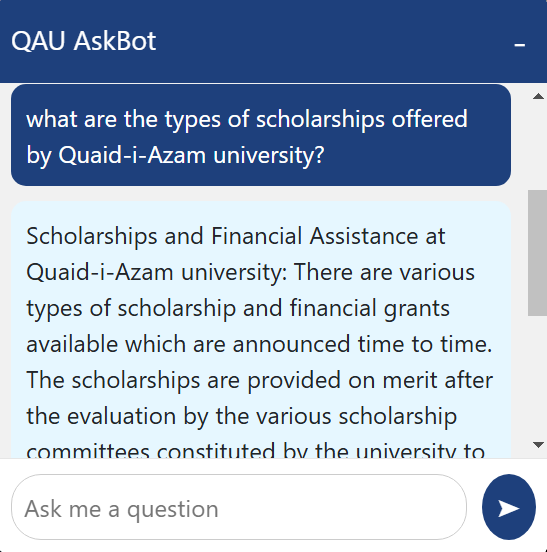 QAU AskBot
what are the types of scholarships offered
by Quaid-i-Azam university?
Scholarships and Financial Assistance at
Quaid-i-Azam university: There are various
types of scholarship and financial grants
available which are announced time to time.
The scholarships are provided on merit after
the evaluation by the various scholarship
committees constituted by the university to
Ask me a question